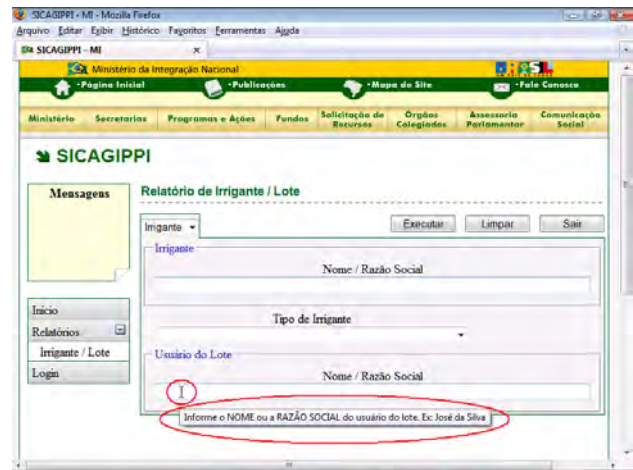 SICAGIPPI - MI - Mozilla Firefox
Arquivo Editar Exibir Histórico Favoritos Ferramentas Ajuda
SICAGIPPI - MI ×
Ministério da Integração Nacional
•Página Inicial •Publicações •Mapa do Site •Fale Conosco
Ministério Secretarias Programas e Ações Fundos Solicitação de Recursos Órgãos Colegiados Assessoria Parlamentar Comunicação Social
SICAGIPPI
Mensagens
Relatório de Irrigante / Lote
Irrigante
Executar Limpar Sair
Irrigante
Nome / Razão Social
Tipo de Irrigante
Usuário do Lote
Nome / Razão Social
Informe o NOME ou a RAZÃO SOCIAL do usuário do lote. Ex: José da Silva
Início
Relatórios
Irrigante / Lote
Login